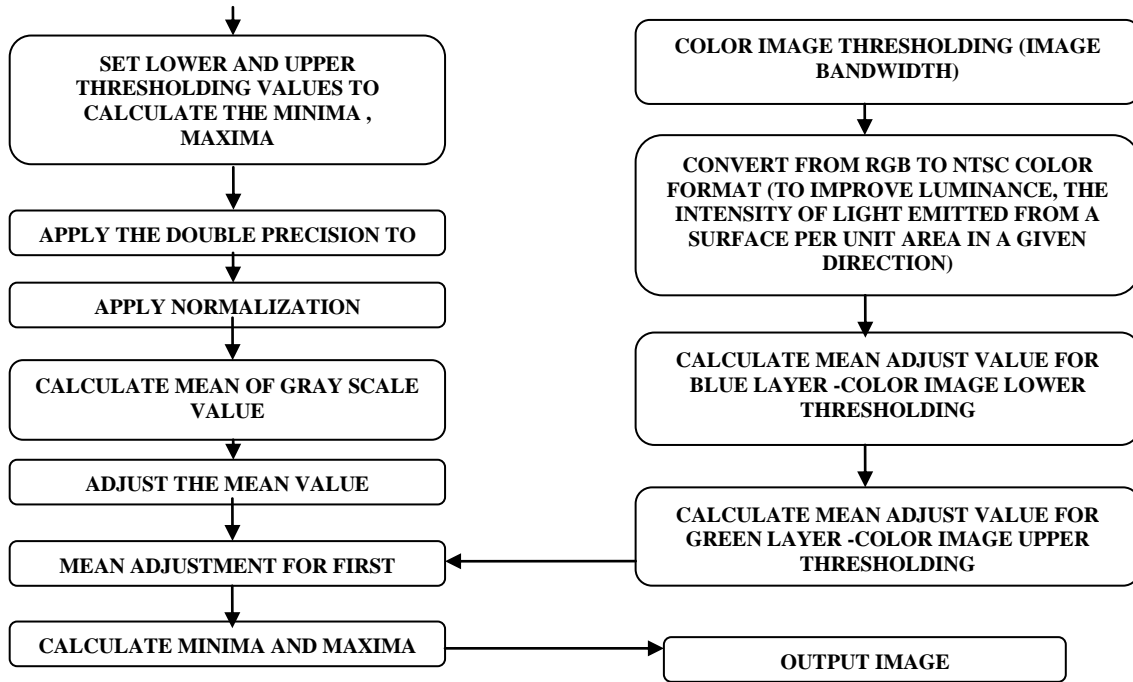 SET LOWER AND UPPER
THRESHOLDING VALUES TO
CALCULATE THE MINIMA ,
MAXIMA
APPLY THE DOUBLE PRECISION TO
APPLY NORMALIZATION
CALCULATE MEAN OF GRAY SCALE
VALUE
ADJUST THE MEAN VALUE
MEAN ADJUSTMENT FOR FIRST
CALCULATE MINIMA AND MAXIMA
COLOR IMAGE THRESHOLDING (IMAGE
BANDWIDTH)
CONVERT FROM RGB TO NTSC COLOR
FORMAT (TO IMPROVE LUMINANCE, THE
INTENSITY OF LIGHT EMITTED FROM A
SURFACE PER UNIT AREA IN A GIVEN
DIRECTION)
CALCULATE MEAN ADJUST VALUE FOR
BLUE LAYER -COLOR IMAGE LOWER
THRESHOLDING
CALCULATE MEAN ADJUST VALUE FOR
GREEN LAYER -COLOR IMAGE UPPER
THRESHOLDING
OUTPUT IMAGE